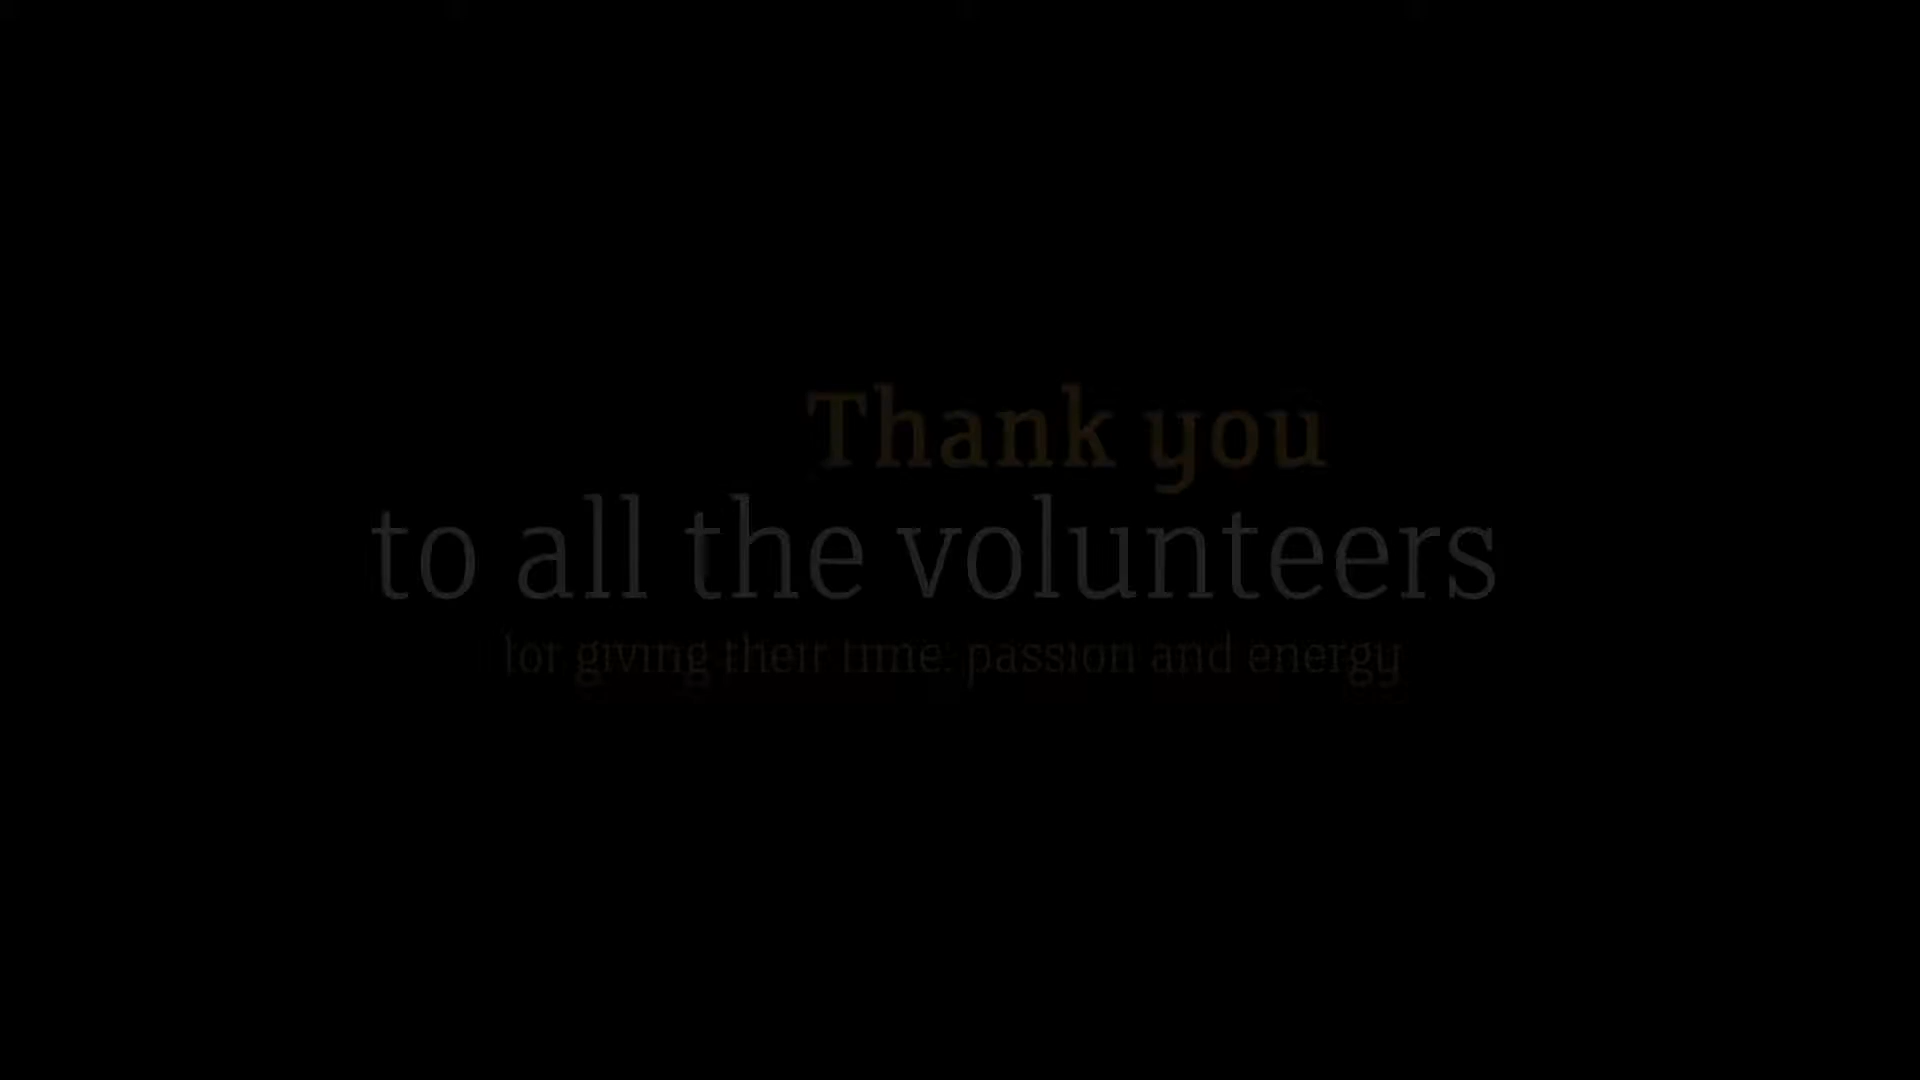 Thank you
to all the volunteers
for giving their time: passion and energy